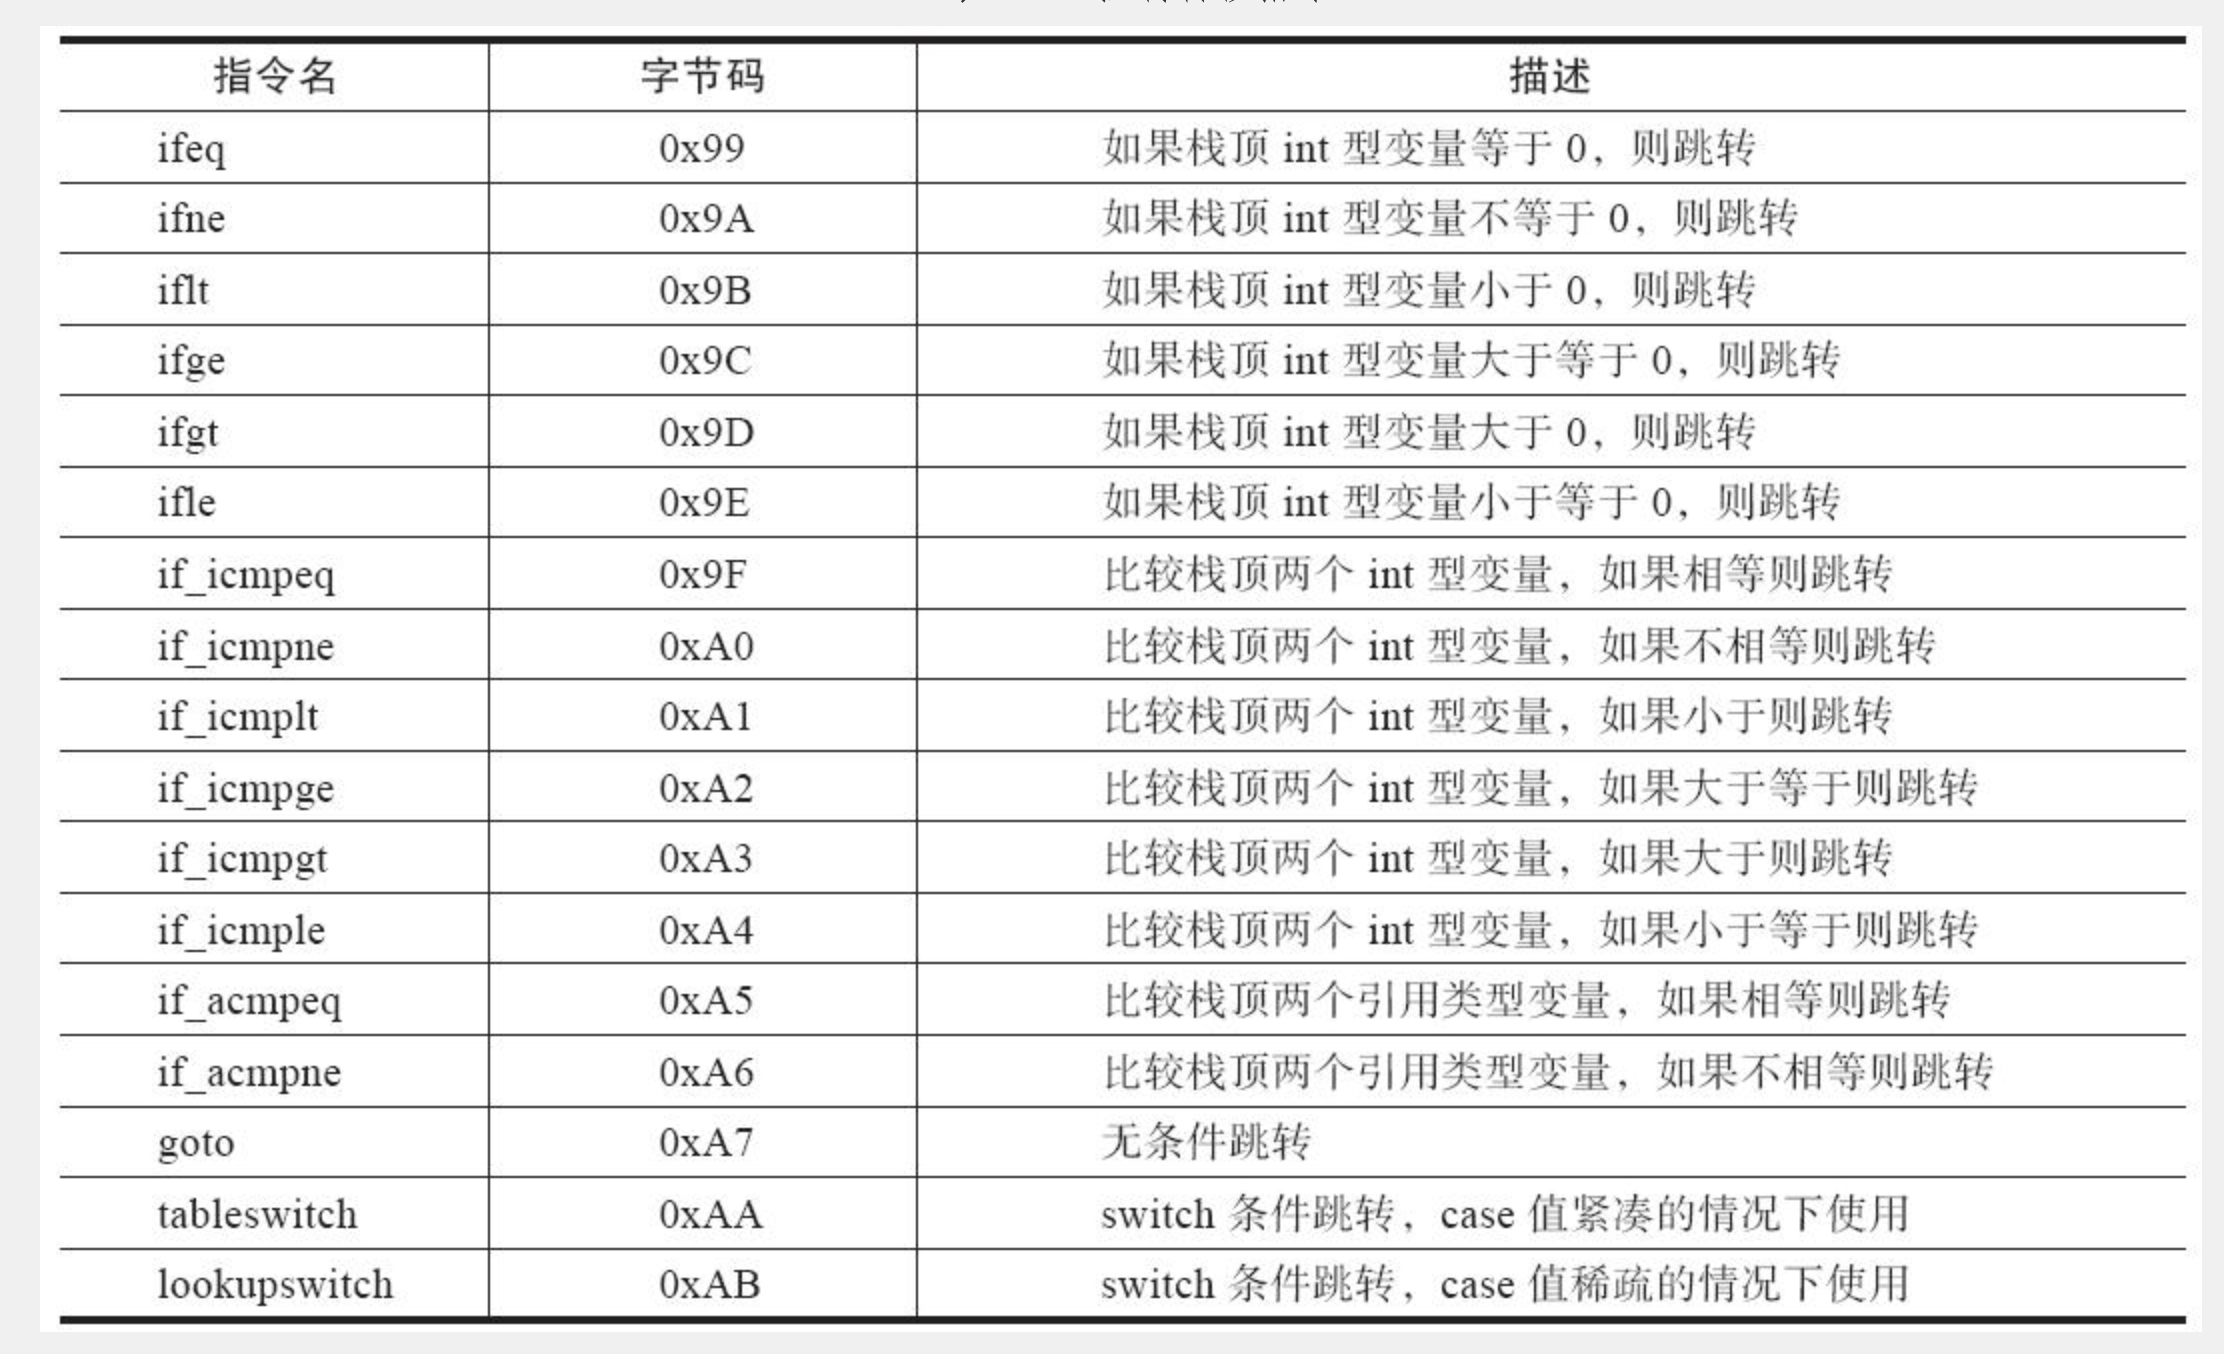 指令名 字节码 描述
ifeq 0x99 如果栈顶 int 型变量等于 0，则跳转
ifne 0x9A 如果栈顶 int 型变量不等于 0，则跳转
iflt 0x9B 如果栈顶 int 型变量小于 0，则跳转
ifge 0x9C 如果栈顶 int 型变量大于等于 0，则跳转
ifgt 0x9D 如果栈顶 int 型变量大于 0，则跳转
ifle 0x9E 如果栈顶 int 型变量小于等于 0，则跳转
if_icmpeq 0x9F 比较栈顶两个 int 型变量，如果相等则跳转
if_icmpne 0xA0 比较栈顶两个 int 型变量，如果不相等则跳转
if_icmplt 0xA1 比较栈顶两个 int 型变量，如果小于则跳转
if_icmpge 0xA2 比较栈顶两个 int 型变量，如果大于等于则跳转
if_icmpgt 0xA3 比较栈顶两个 int 型变量，如果大于则跳转
if_icmple 0xA4 比较栈顶两个 int 型变量，如果小于等于则跳转
if_acmpeq 0xA5 比较栈顶两个引用类型变量，如果相等则跳转
if_acmpne 0xA6 比较栈顶两个引用类型变量，如果不相等则跳转
goto 0xA7 无条件跳转
tableswitch 0xAA switch 条件跳转，case 值紧凑的情况下使用
lookupswitch 0xAB switch 条件跳转，case 值稀疏的情况下使用